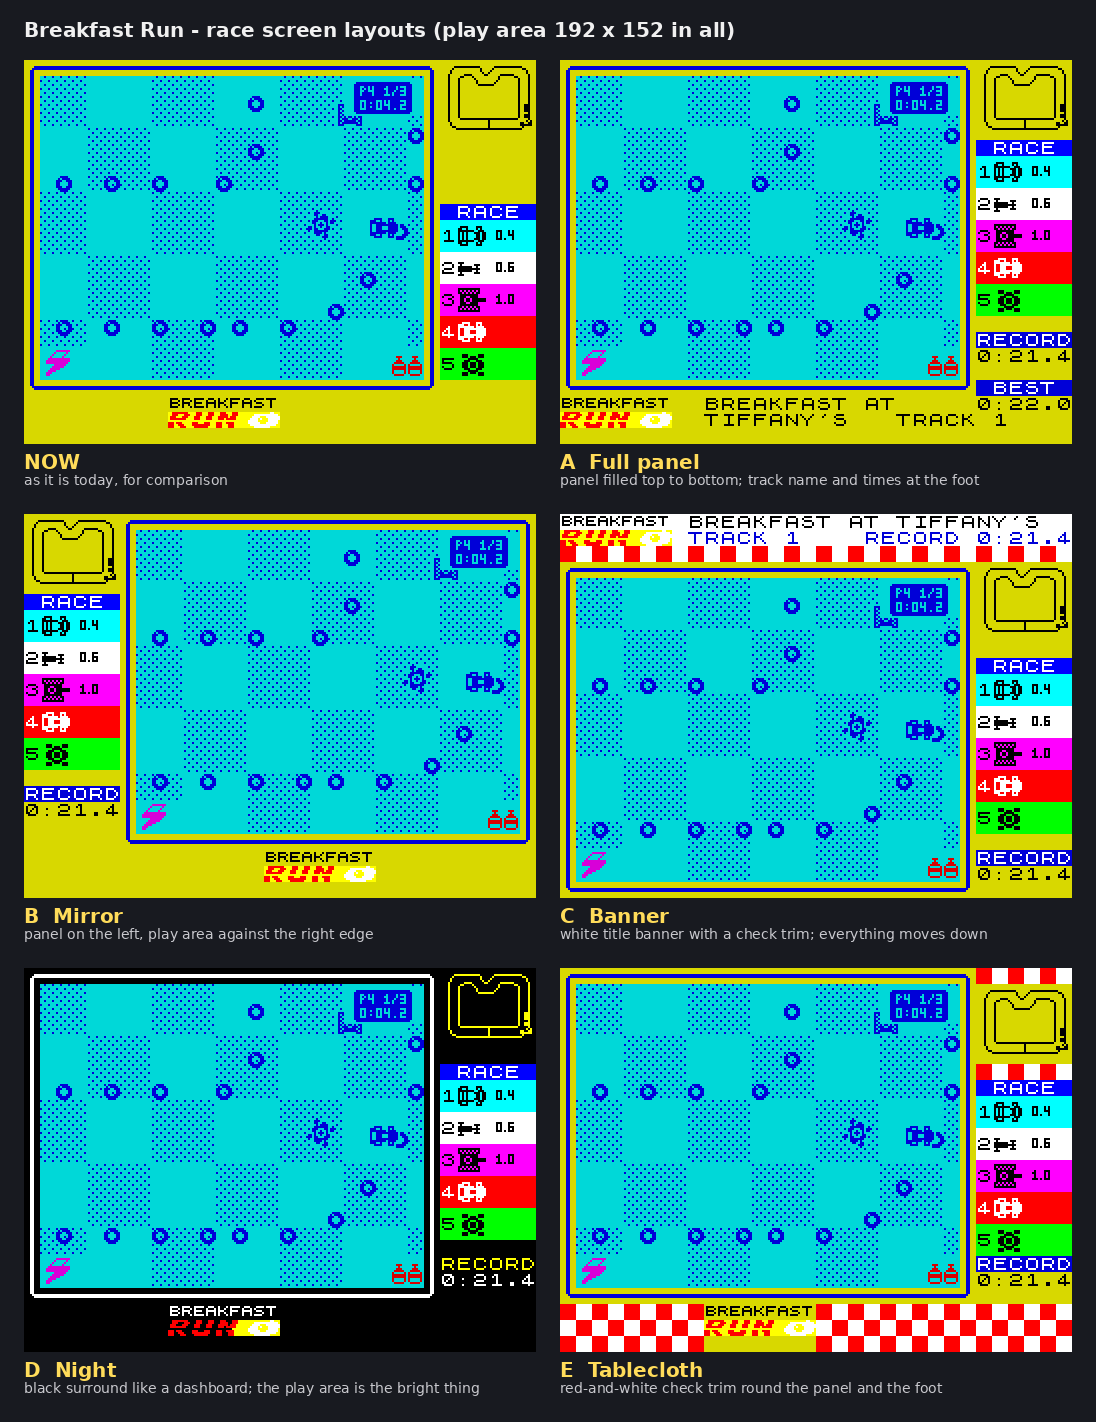 Breakfast Run - race screen layouts (play area 192 x 152 in all)
P4 1/3
0:04.2
RACE
1 0.4
2 0.6
3 1.0
4
5
BREAKFAST
RUN
NOW
as it is today, for comparison
P4 1/3
0:04.2
RACE
1 0.4
2 0.6
3 1.0
4
5
RECORD
0:21.4
BEST
0:22.0
BREAKFAST
RUN
BREAKFAST AT
TIFFANY'S TRACK 1
A Full panel
panel filled top to bottom; track name and times at the foot
P4 1/3
0:04.2
RACE
1 0.4
2 0.6
3 1.0
4
5
RECORD
0:21.4
BREAKFAST
RUN
B Mirror
panel on the left, play area against the right edge
BREAKFAST
RUN
BREAKFAST AT TIFFANY'S
TRACK 1 RECORD 0:21.4
P4 1/3
0:04.2
RACE
1 0.4
2 0.6
3 1.0
4
5
RECORD
0:21.4
C Banner
white title banner with a check trim; everything moves down
P4 1/3
0:04.2
RACE
1 0.4
2 0.6
3 1.0
4
5
RECORD
0:21.4
BREAKFAST
RUN
D Night
black surround like a dashboard; the play area is the bright thing
P4 1/3
0:04.2
RACE
1 0.4
2 0.6
3 1.0
4
5
RECORD
0:21.4
BREAKFAST
RUN
E Tablecloth
red-and-white check trim round the panel and the foot